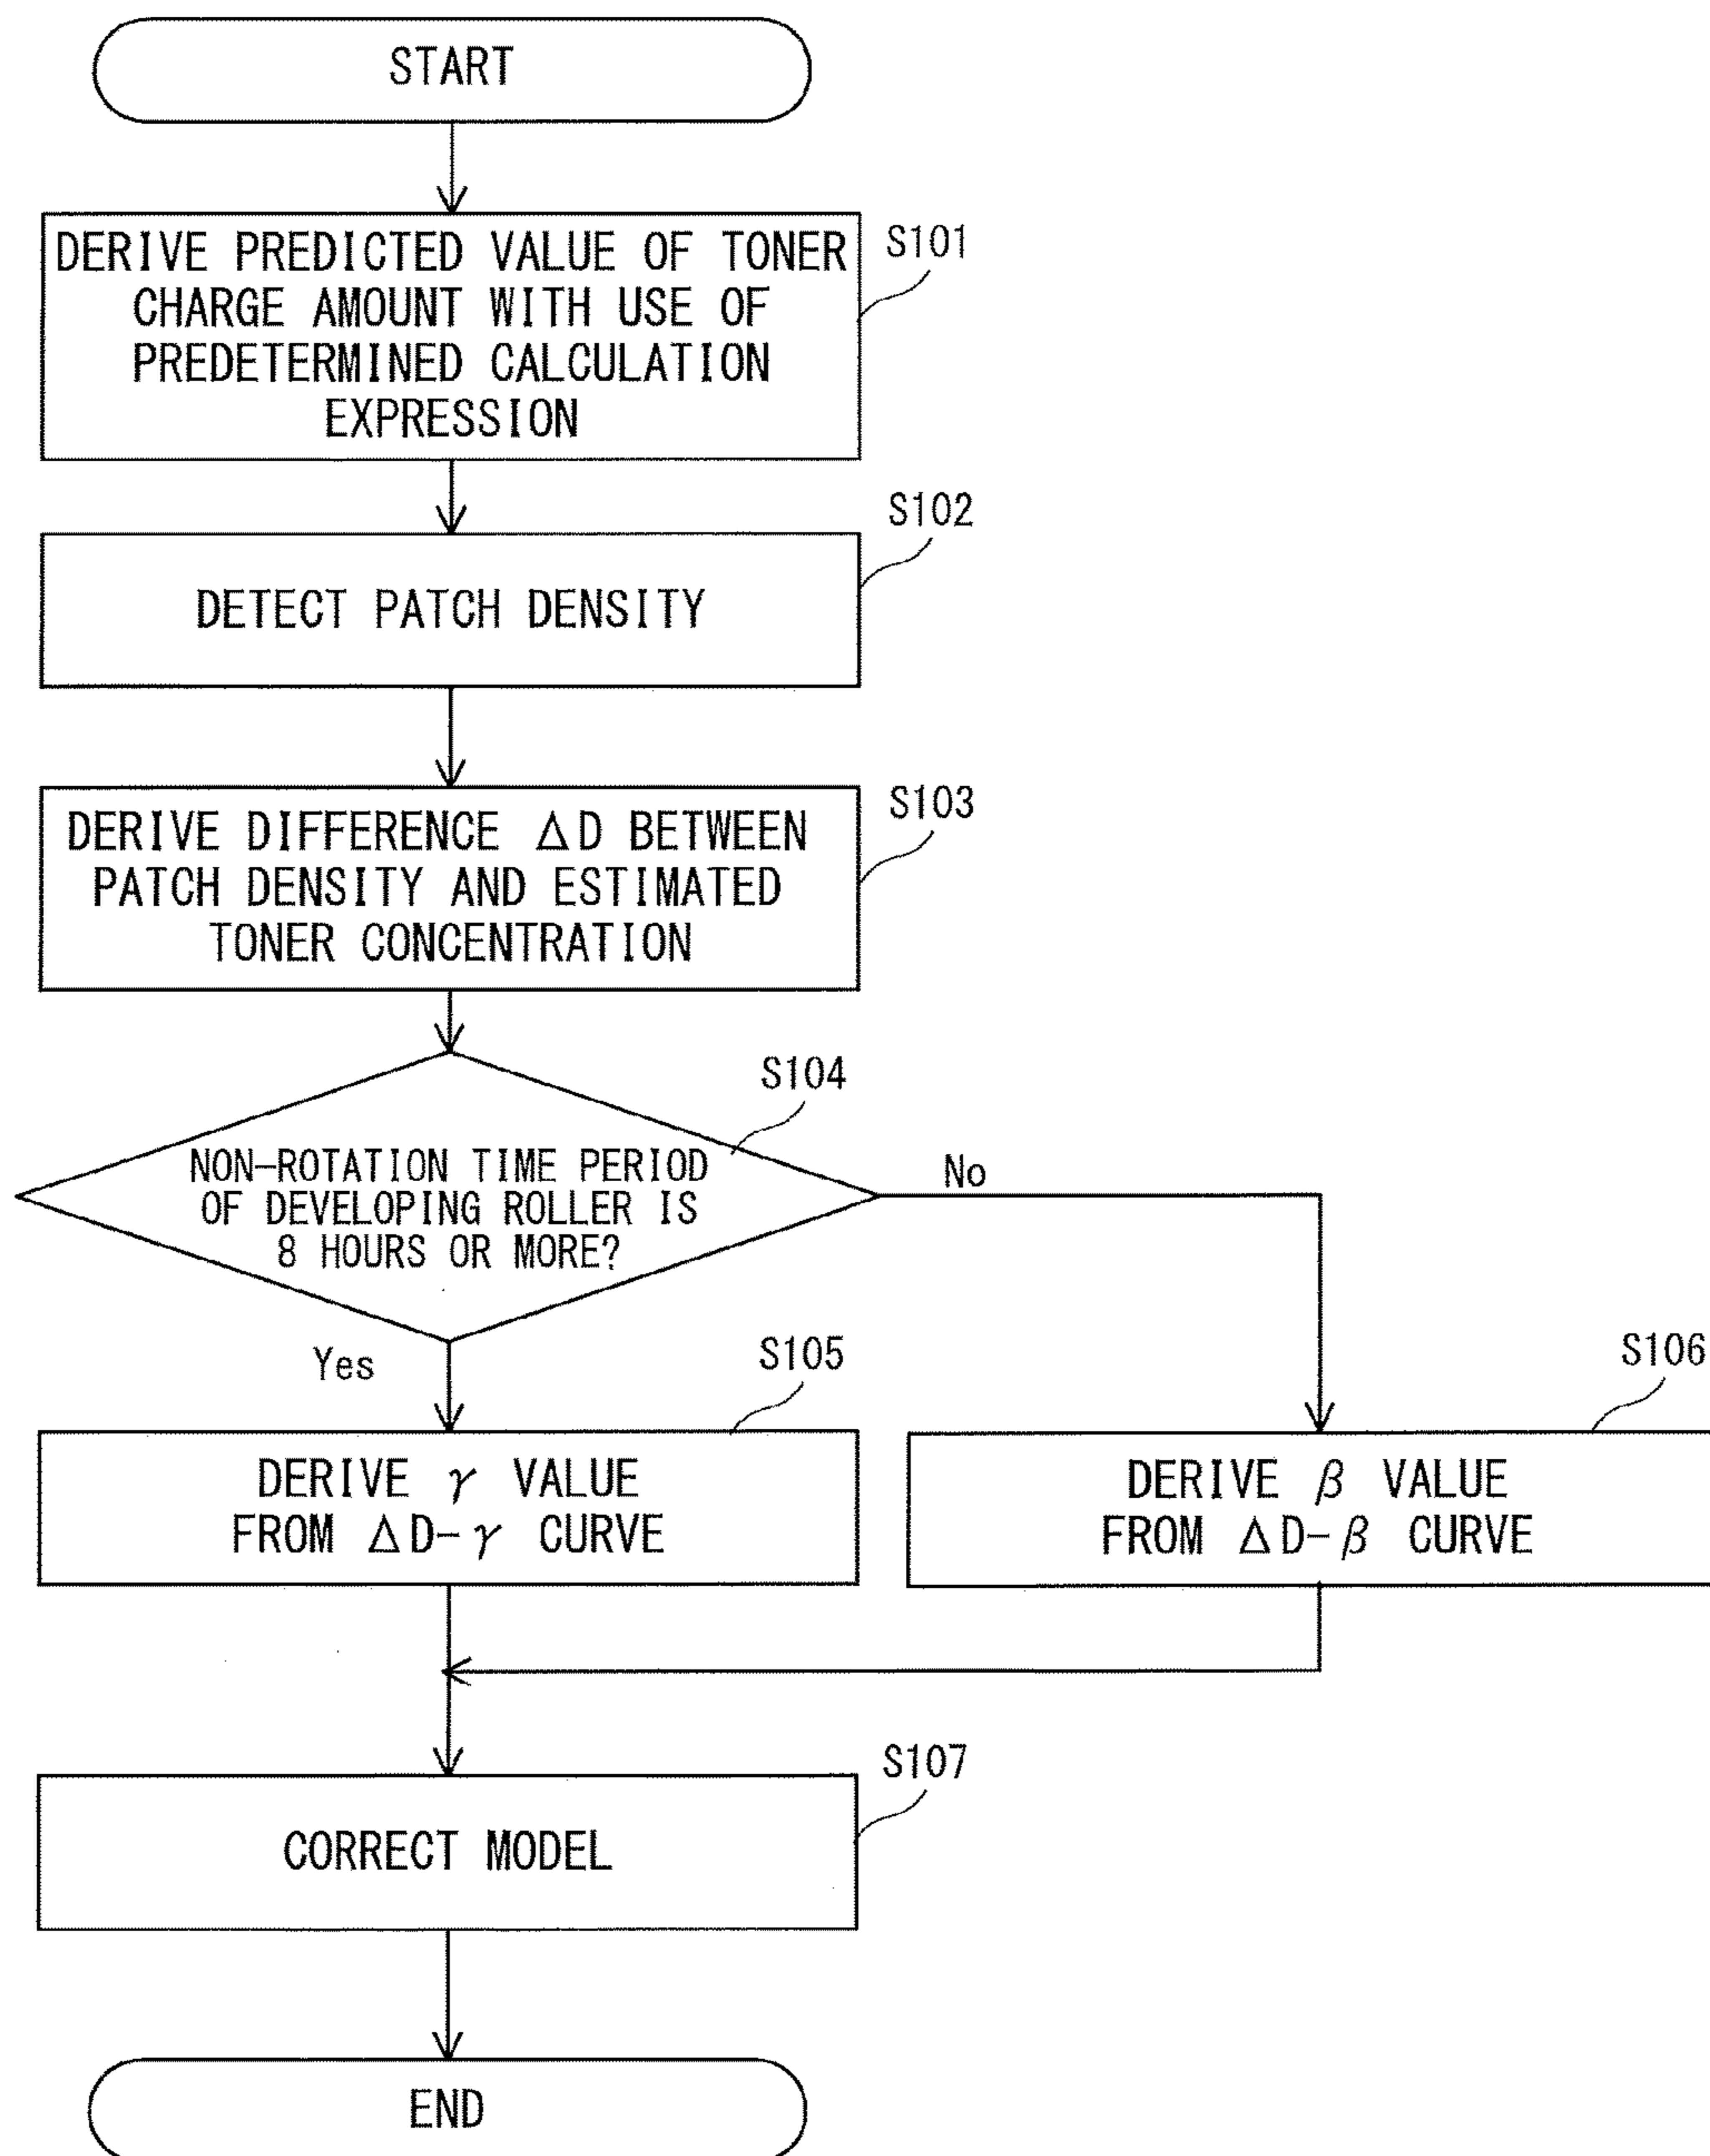 START
DERIVE PREDICTED VALUE OF TONER
CHARGE AMOUNT WITH USE OF
PREDETERMINED CALCULATION
EXPRESSION
S101
DETECT PATCH DENSITY
S102
DERIVE DIFFERENCE ΔD BETWEEN
PATCH DENSITY AND ESTIMATED
TONER CONCENTRATION
S103
NON-ROTATION TIME PERIOD
OF DEVELOPING ROLLER IS
8 HOURS OR MORE?
S104
No
Yes
DERIVE γ VALUE
FROM ΔD-γ CURVE
S105
DERIVE β VALUE
FROM ΔD-β CURVE
S106
CORRECT MODEL
S107
END